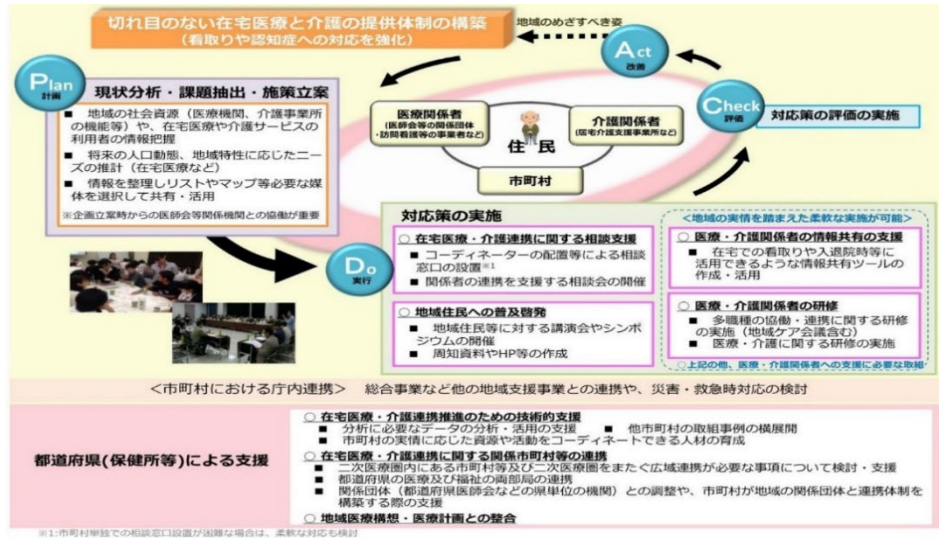 切れ目のない在宅医療と介護の提供体制の構築
(看取りや認知症への対応を強化)
地域のめざすべき姿
Act
改善
Plan
計画
現状分析・課題抽出・施策立案
■ 地域の社会資源(医療機関、介護事業所
の機能等)や、在宅医療や介護サービスの
利用者の情報把握
■ 将来の人口動態、地域特性に応じたニー
ズの推計(在宅医療など)
■ 情報を整理しリストやマップ等必要な媒
体を選択して共有・活用
※企画立案時からの医師会等関係機関との協働が重要
医療関係者
(医師会等の関係団体
・訪問看護等の事業者など)
介護関係者
(居宅介護支援事業所など)
住民
市町村
Check
評価
対応策の評価の実施
Do
実行
対応策の実施
○ 在宅医療・介護連携に関する相談支援
■ コーディネーターの配置等による相談
窓口の設置※1
■ 関係者の連携を支援する相談会の開催
○ 地域住民への普及啓発
■ 地域住民等に対する講演会やシンポ
ジウムの開催
■ 周知資料やHP等の作成
<地域の実情を踏まえた柔軟な実施が可能>
○ 医療・介護関係者の情報共有の支援
■ 在宅での看取りや入退院時等に
活用できるような情報共有ツールの
作成・活用
○ 医療・介護関係者の研修
■ 多職種の協働・連携に関する研修
の実施(地域ケア会議含む)
■ 医療・介護に関する研修の実施
○上記の他、医療・介護関係者への支援に必要な取組
<市町村における庁内連携> 総合事業など他の地域支援事業との連携や、災害・救急時対応の検討
都道府県(保健所等)による支援
○ 在宅医療・介護連携推進のための技術的支援
■ 分析に必要なデータの分析・活用の支援 ■ 他市町村の取組事例の横展開
■ 市町村の実情に応じた資源や活動をコーディネートできる人材の育成
○ 在宅医療・介護連携に関する関係市町村等の連携
■ 二次医療圏内にある市町村等及び二次医療圏をまたぐ広域連携が必要な事項について検討・支援
■ 都道府県の医療及び福祉の両部局の連携
■ 関係団体(都道府県医師会などの県単位の機関)との調整や、市町村が地域の関係団体と連携体制を
構築する際の支援
○ 地域医療構想・医療計画との整合
※1:市町村単独での相談窓口設置が困難な場合は、柔軟な対応も検討